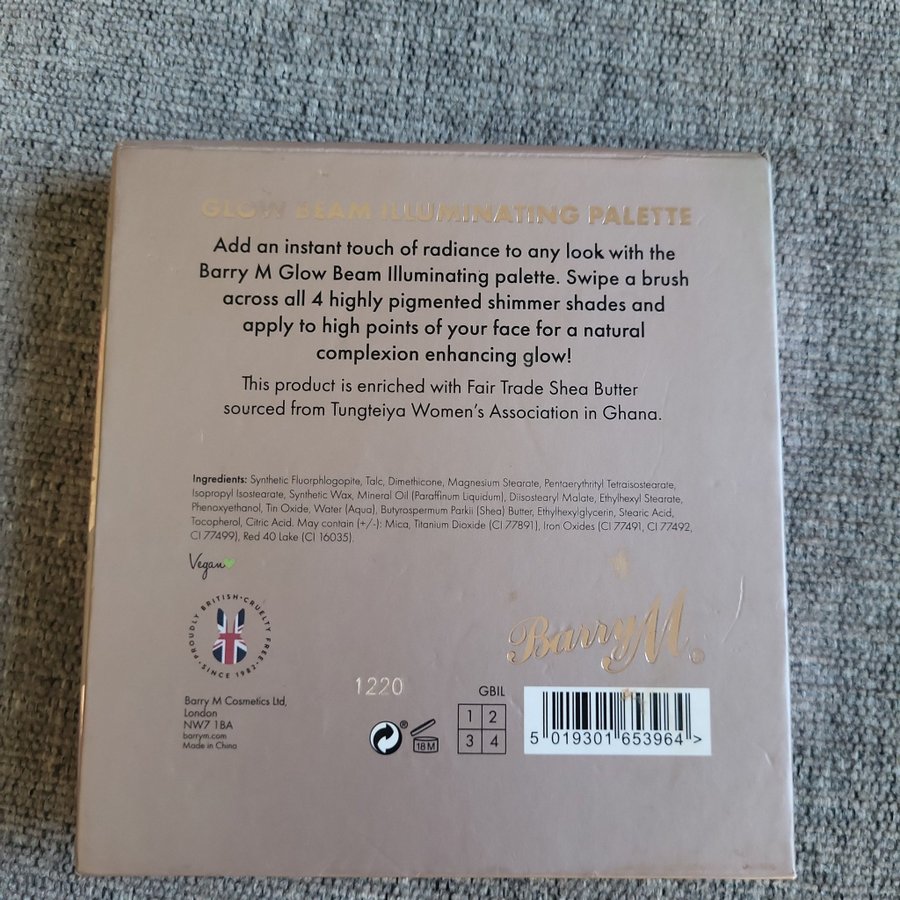 GLOW BEAM ILLUMINATING PALETTE
Add an instant touch of radiance to any look with the
Barry M Glow Beam Illuminating palette. Swipe a brush
across all 4 highly pigmented shimmer shades and
apply to high points of your face for a natural
complexion enhancing glow!
This product is enriched with Fair Trade Shea Butter
sourced from Tungteiya Women's Association in Ghana.
Ingredients: Synthetic Fluorphlogopite, Talc, Dimethicone, Magnesium Stearate, Pentaerythrityl Tetraisostearate,
Isopropyl Isostearate, Synthetic Wax, Mineral Oil (Paraffinum Liquidum), Diisostearyl Malate, Ethylhexyl Stearate,
Phenoxyethanol, Tin Oxide, Water (Aqua), Butyrospermum Parkii (Shea) Butter, Ethylhexylglycerin, Stearic Acid,
Tocopherol, Citric Acid. May contain (+/-): Mica, Titanium Dioxide (CI 77891), Iron Oxides (CI 77491, CI 77492,
CI 77499), Red 40 Lake (CI 16035).
Vegan
PROUDLY BRITISH • CRUELTY FREE • SINCE 1982 •
Barry M®
Barry M Cosmetics Ltd,
London
NW7 1BA
barrym.com
Made in China
1220
®
18 M
GBIL
1 2
3 4
5 019301 653964 >